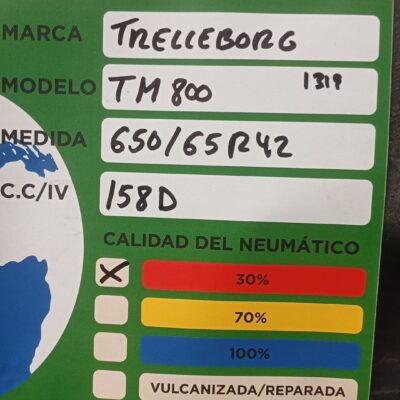 MARCA TRELLEBORG
MODELO TM 800 1319
MEDIDA 650/65R42
C.C/IV 158D
CALIDAD DEL NEUMÁTICO
X 30%
70%
100%
VULCANIZADA/REPARADA